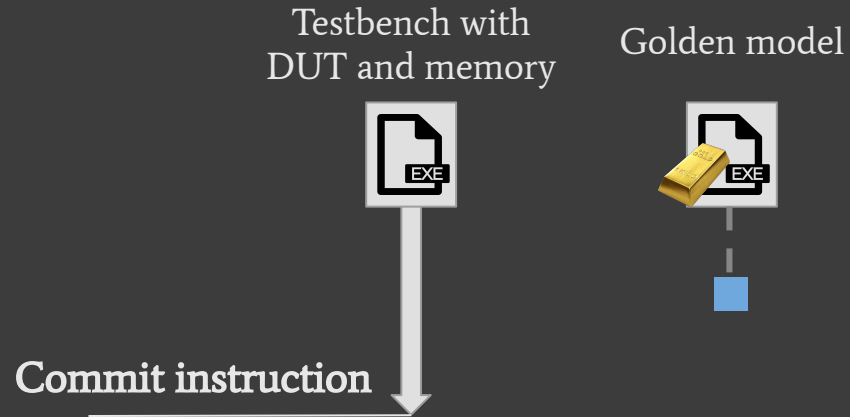 Testbench with
DUT and memory
Golden model
EXE
EXE
Commit instruction